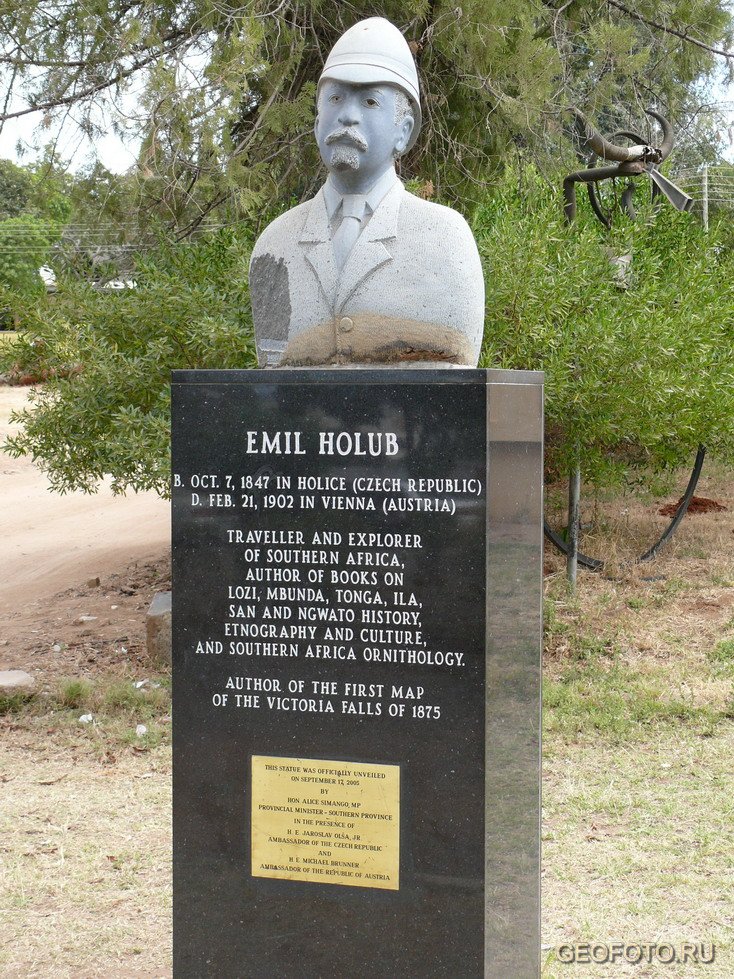 EMIL HOLUB
B. OCT. 7, 1847 IN HOLICE (CZECH REPUBLIC)
D. FEB. 21, 1902 IN VIENNA (AUSTRIA)
TRAVELLER AND EXPLORER
OF SOUTHERN AFRICA,
AUTHOR OF BOOKS ON
LOZI, MBUNDA, TONGA, ILA,
SAN AND NGWATO HISTORY,
ETNOGRAPHY AND CULTURE,
AND SOUTHERN AFRICA ORNITHOLOGY.
AUTHOR OF THE FIRST MAP
OF THE VICTORIA FALLS OF 1875
THIS STATUE WAS OFFICIALLY UNVEILED
ON SEPTEMBER 17, 2005
BY
HON. ALICE SIMANGO, MP
PROVINCIAL MINISTER - SOUTHERN PROVINCE
IN THE PRESENCE OF
H. E. JAROSLAV OLŠA, JR.
AMBASSADOR OF THE CZECH REPUBLIC
AND
H. E. MICHAEL BRUNNER
AMBASSADOR OF THE REPUBLIC OF AUSTRIA
GEOFOTO.RU